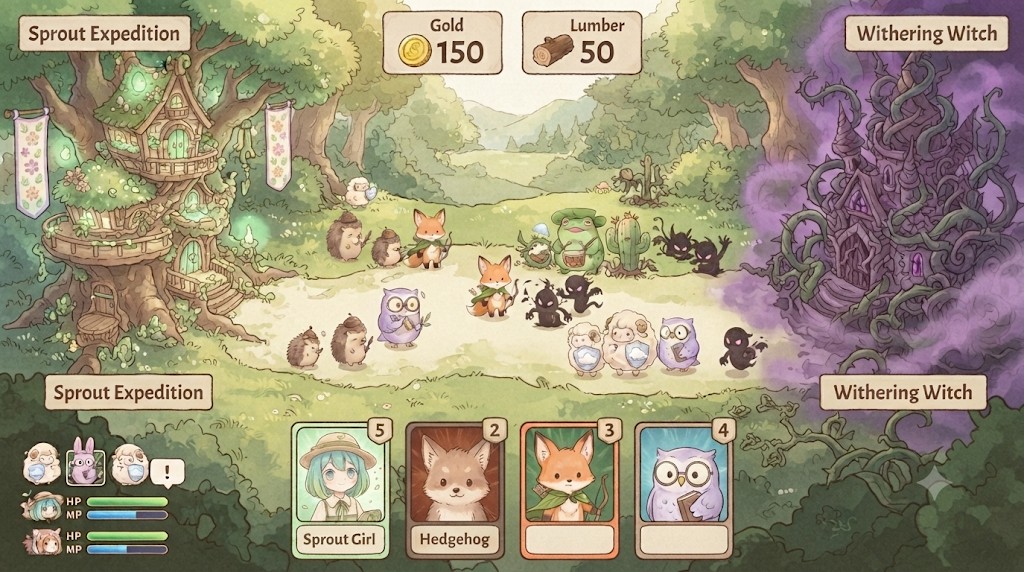 Sprout Expedition
Gold
150
Lumber
50
Withering Witch
Sprout Expedition
Withering Witch
!
HP
MP
HP
MP
5
Sprout Girl
2
Hedgehog
3
4